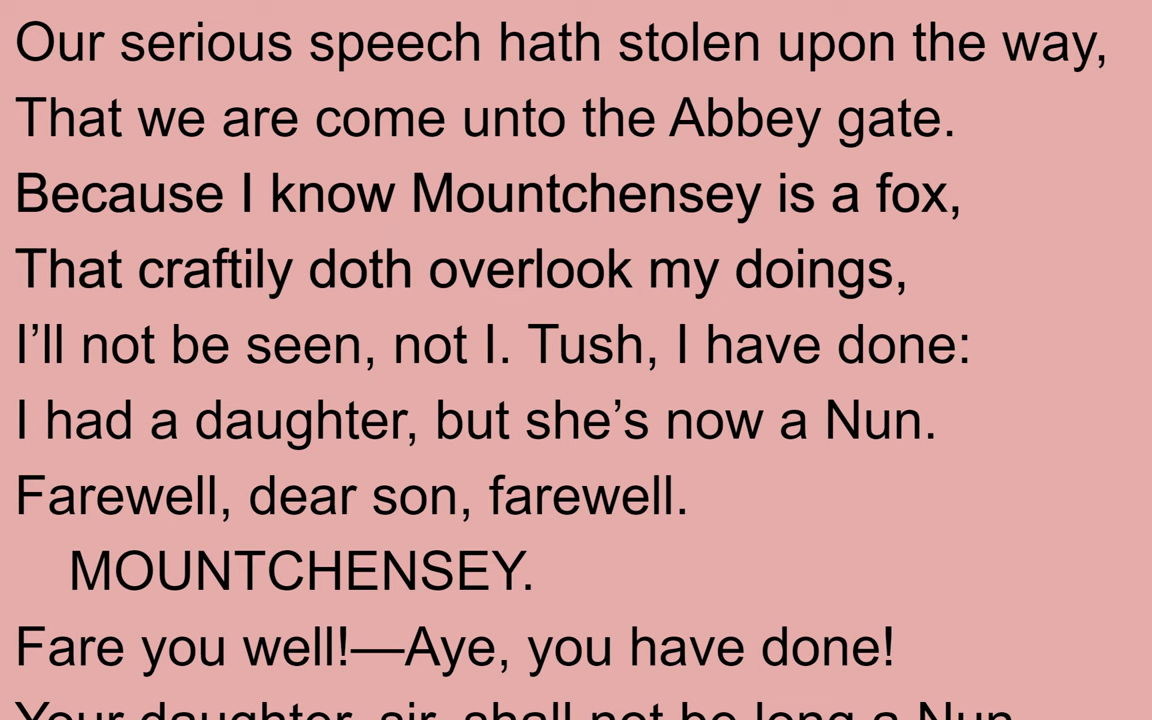 Our serious speech hath stolen upon the way,
That we are come unto the Abbey gate.
Because I know Mountchensey is a fox,
That craftily doth overlook my doings,
I’ll not be seen, not I. Tush, I have done:
I had a daughter, but she’s now a Nun.
Farewell, dear son, farewell.
MOUNTCHENSEY.
Fare you well!—Aye, you have done!
Your daughter, sir, shall not be long a Nun.